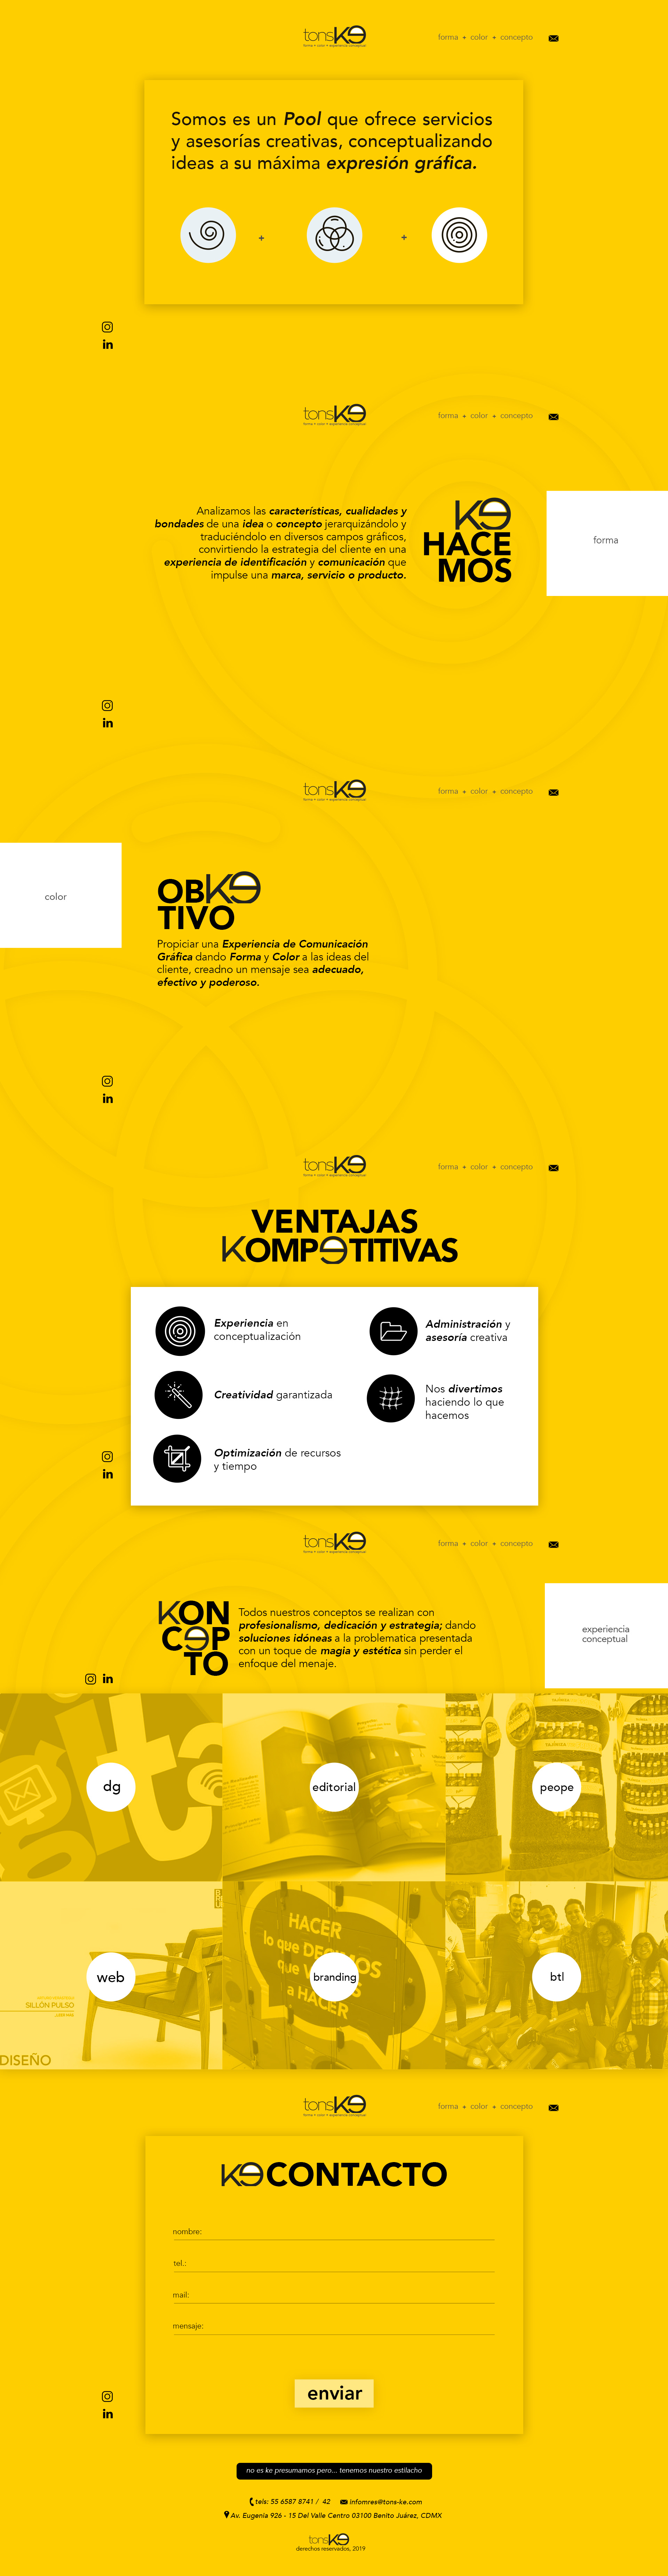 tonsKe
forma + color + experiencia conceptual
forma + color + concepto
Somos es un Pool que ofrece servicios
y asesorías creativas, conceptualizando
ideas a su máxima expresión gráfica.
+ +
tonsKe
forma + color + experiencia conceptual
forma + color + concepto
Analizamos las características, cualidades y
bondades de una idea o concepto jerarquizándolo y
traduciéndolo en diversos campos gráficos,
convirtiendo la estrategia del cliente en una
experiencia de identificación y comunicación que
impulse una marca, servicio o producto.
Ke
HACE
MOS
forma
tonsKe
forma + color + experiencia conceptual
forma + color + concepto
color
OBKe
TIVO
Propiciar una Experiencia de Comunicación
Gráfica dando Forma y Color a las ideas del
cliente, creadno un mensaje sea adecuado,
efectivo y poderoso.
tonsKe
forma + color + experiencia conceptual
forma + color + concepto
VENTAJAS
KOMPeTITIVAS
Experiencia en
conceptualización
Administración y
asesoría creativa
Creatividad garantizada
Nos divertimos
haciendo lo que
hacemos
Optimización de recursos
y tiempo
tonsKe
forma + color + experiencia conceptual
forma + color + concepto
KON
CePTO
Todos nuestros conceptos se realizan con
profesionalismo, dedicación y estrategia; dando
soluciones idóneas a la problematica presentada
con un toque de magia y estética sin perder el
enfoque del menaje.
experiencia
conceptual
dg
editorial
peope
web
SILLÓN PULSO
DISEÑO
HACER
lo que DECIMOS
que
a HACER
branding
btl
tonsKe
forma + color + experiencia conceptual
forma + color + concepto
Ke CONTACTO
nombre:
tel.:
mail:
mensaje:
enviar
no es ke presumamos pero... tenemos nuestro estilacho
tels: 55 6587 8741 / 42 infomres@tons-ke.com
Av. Eugenia 926 - 15 Del Valle Centro 03100 Benito Juárez, CDMX
tonsKe
derechos reservados, 2019